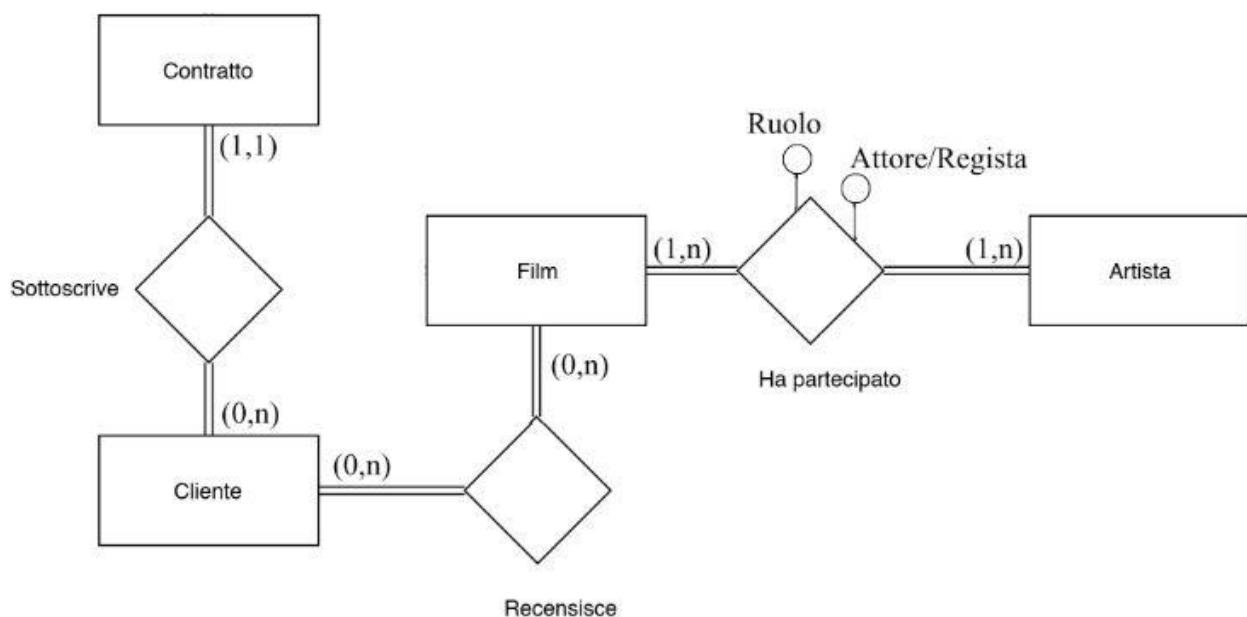 Contratto
(1,1)
Ruolo
Attore/Regista
Sottoscrive
Film
(1,n)
(1,n)
Artista
(0,n)
Ha partecipato
(0,n)
Cliente
(0,n)
Recensisce